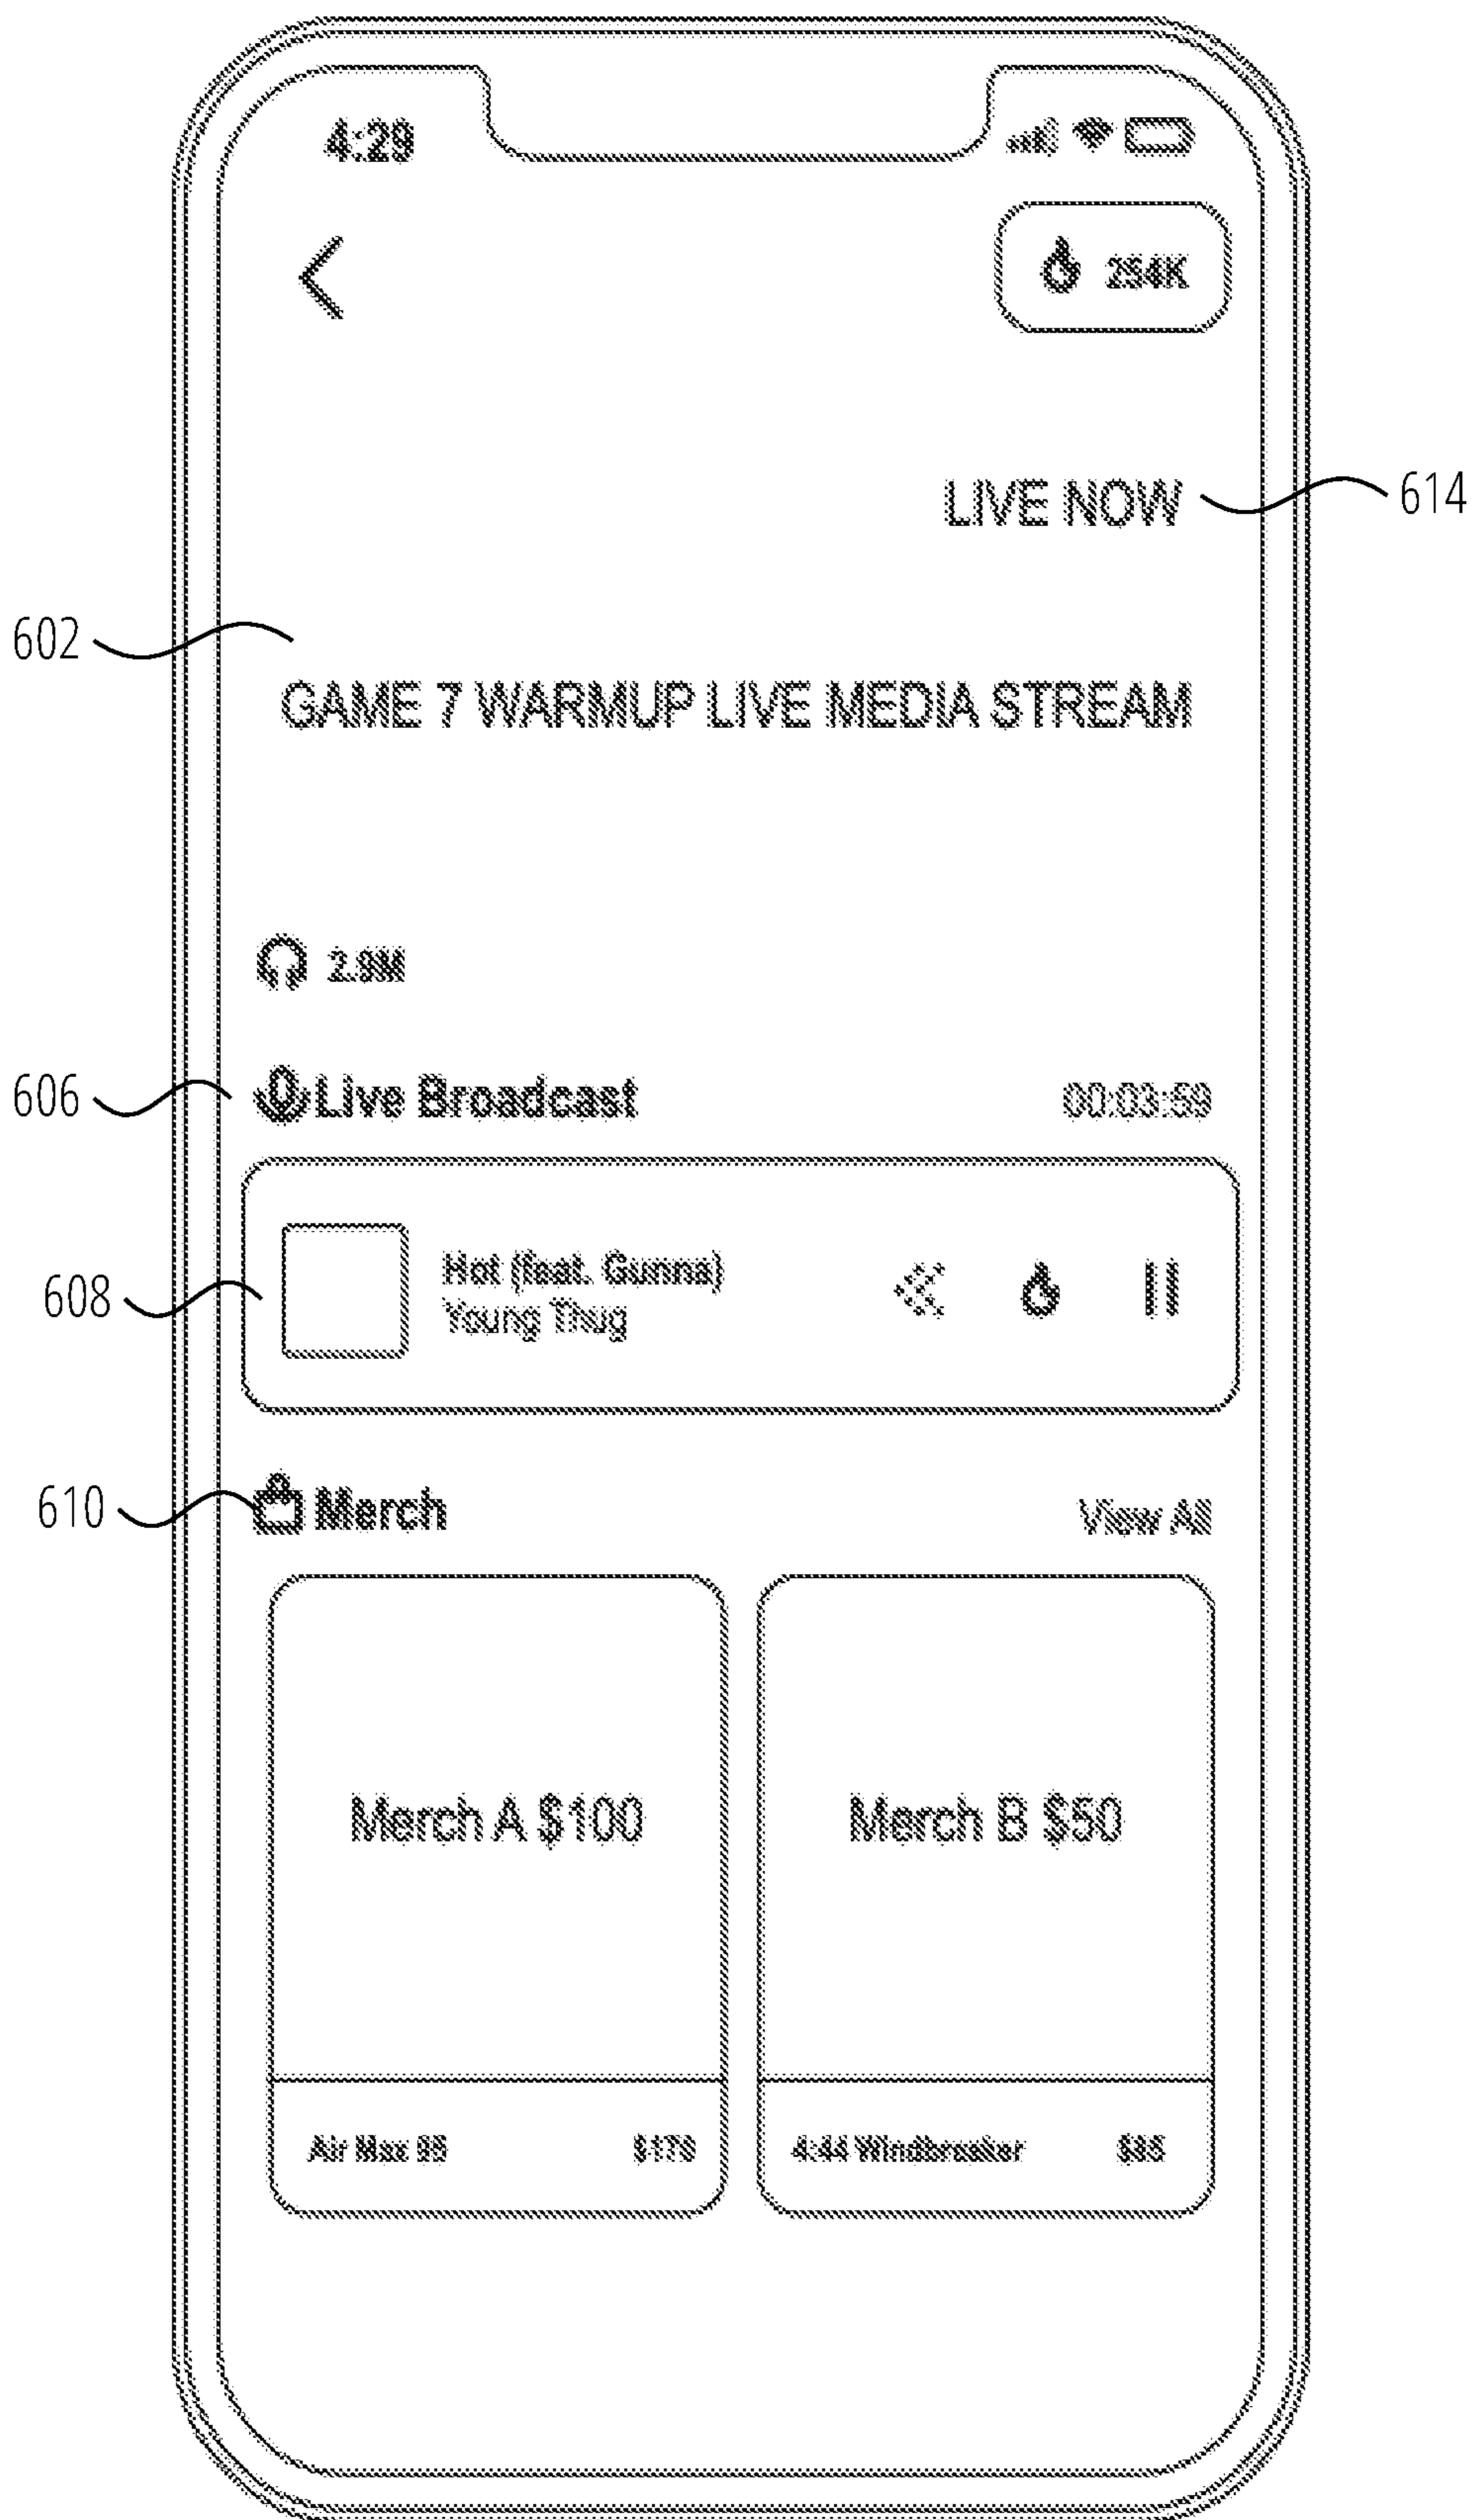 4:29
254K
LIVE NOW
614
602
GAME 7 WARMUP LIVE MEDIA STREAM
2.9M
606
Live Broadcast 00:03:59
Hot (feat. Gunna)
608
Young Thug
610
Merch View All
Merch A $100 Merch B $50
Air Max 95 4:44 Windbreaker